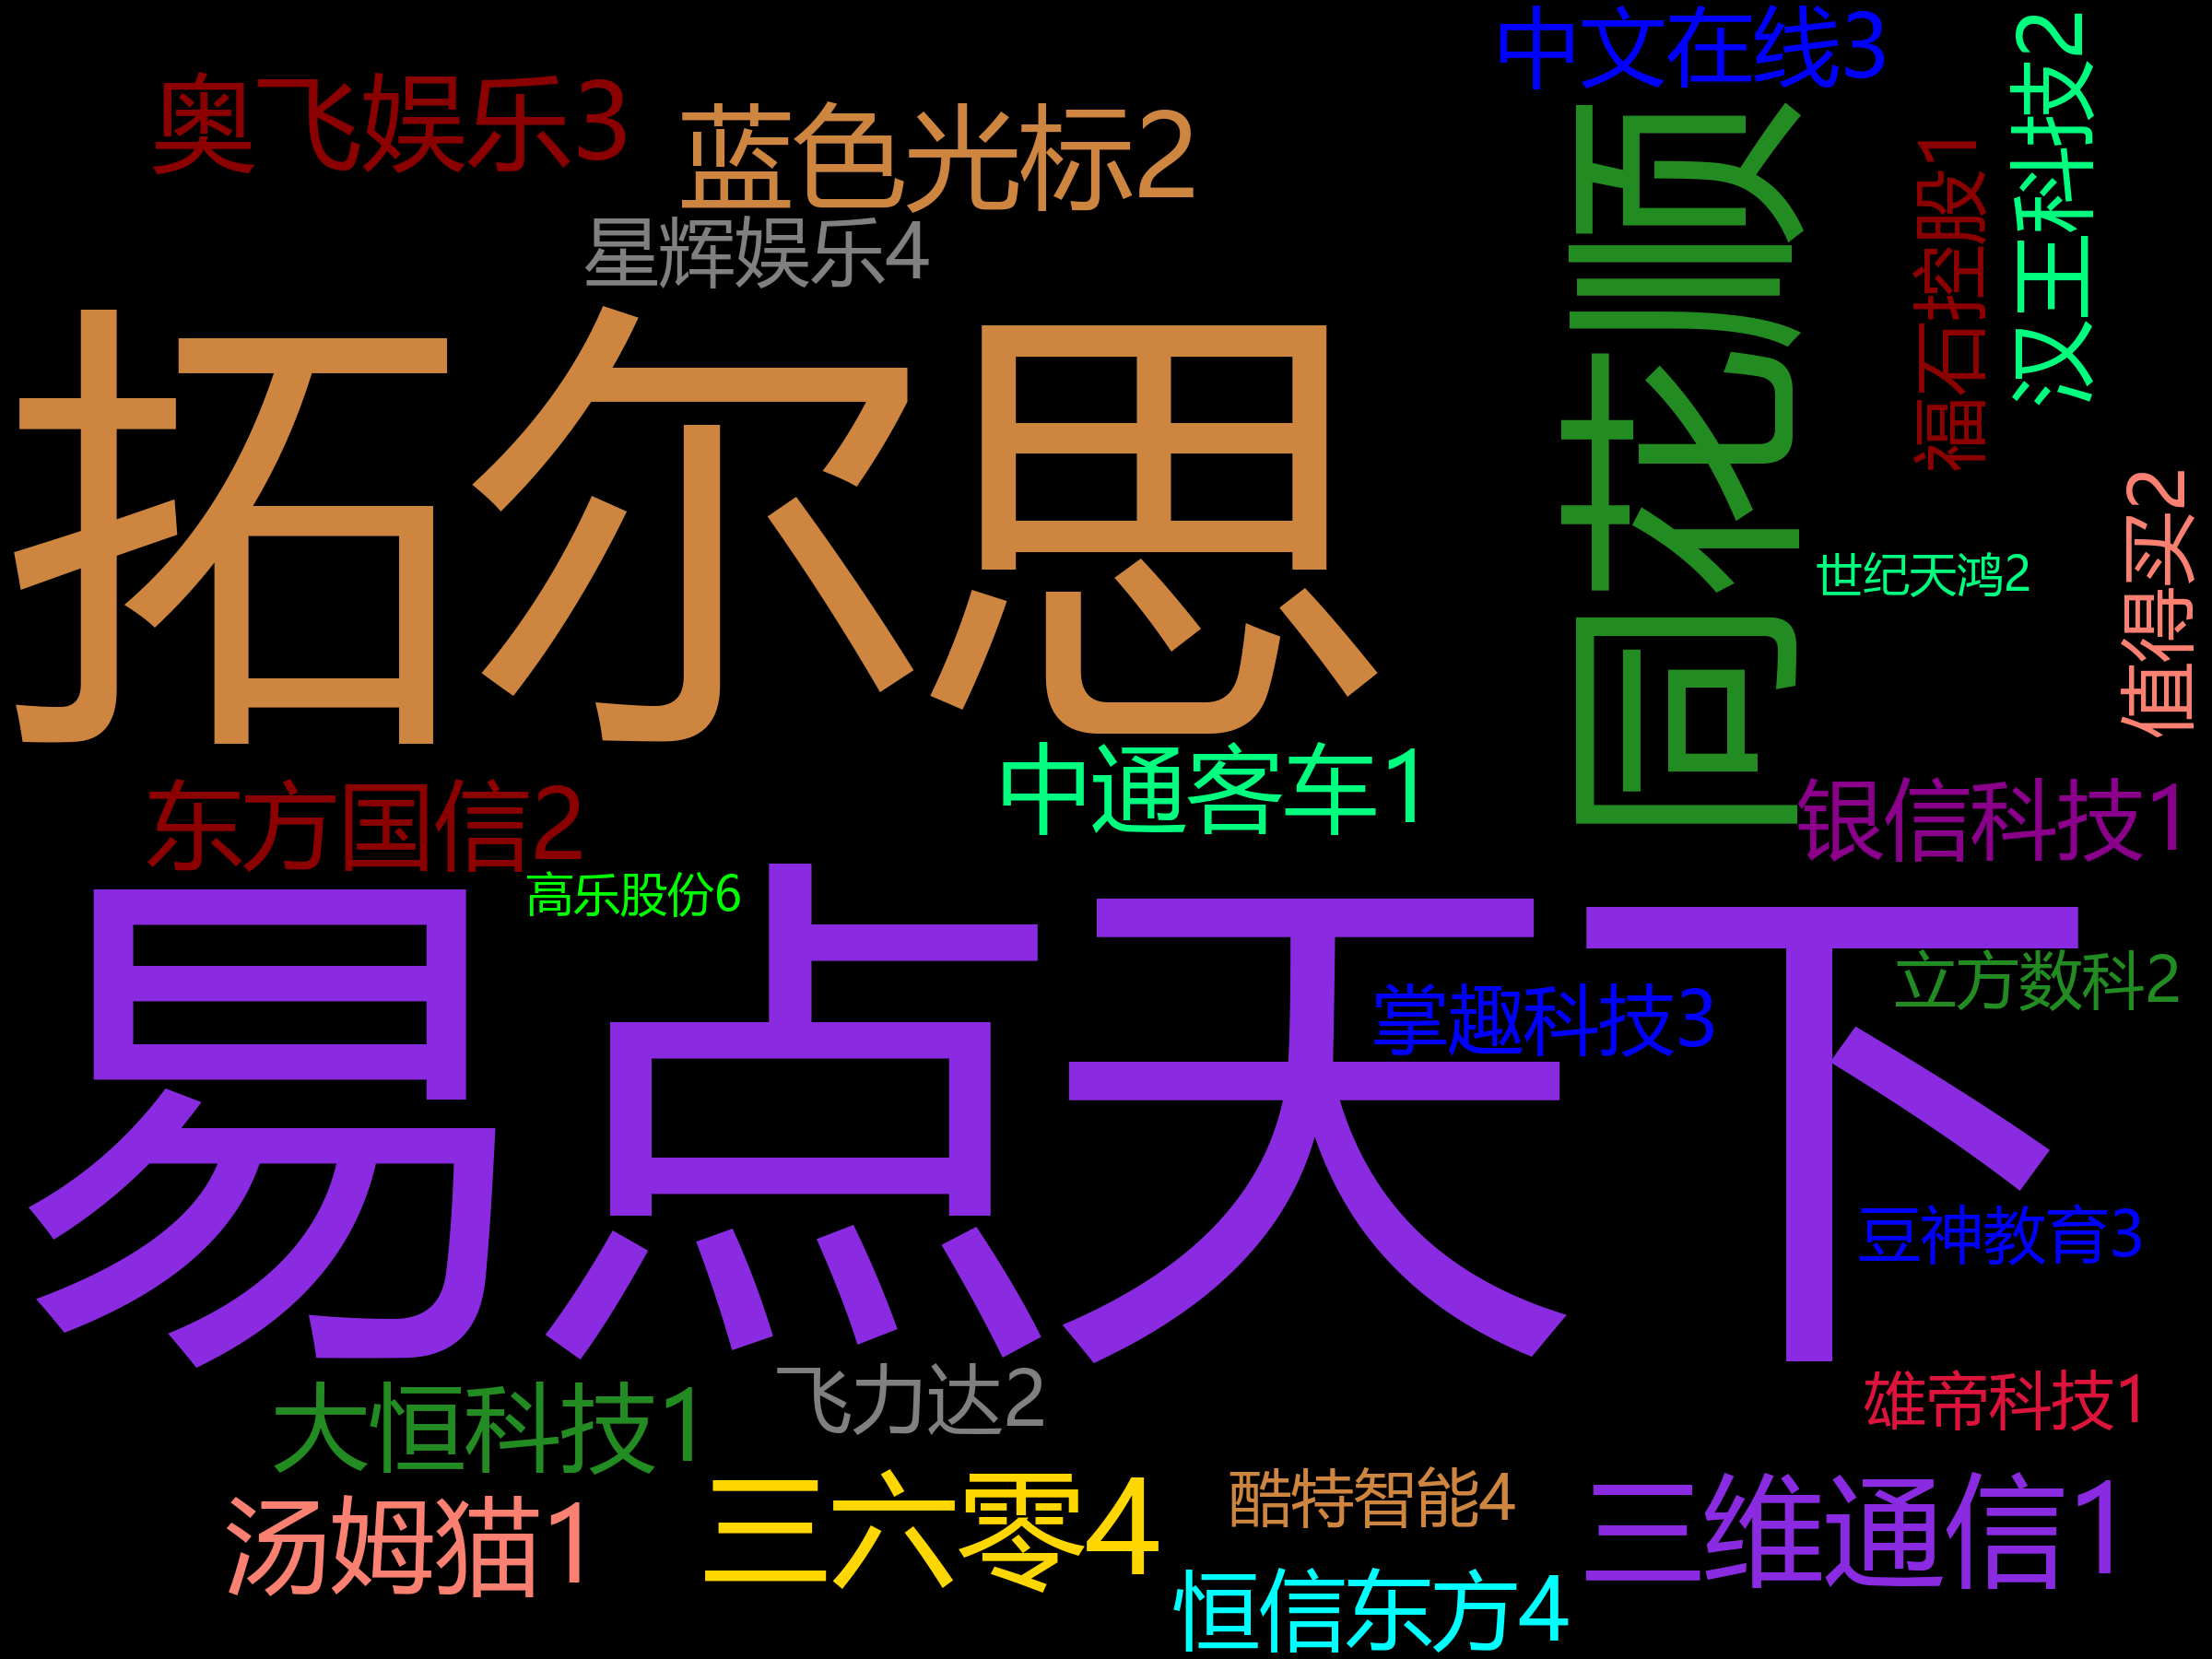 中文在线3
汉王科技2
奥飞娱乐3
蓝色光标2
福石控股1
星辉娱乐4
同花顺
拓尔思
值得买2
世纪天鸿2
中通客车1
东方国信2
银信科技1
高乐股份6
易点天下
立方数科2
掌趣科技3
豆神教育3
飞力达2
雄帝科技1
大恒科技1
三六零4
酷特智能4
三维通信1
汤姆猫1
恒信东方4